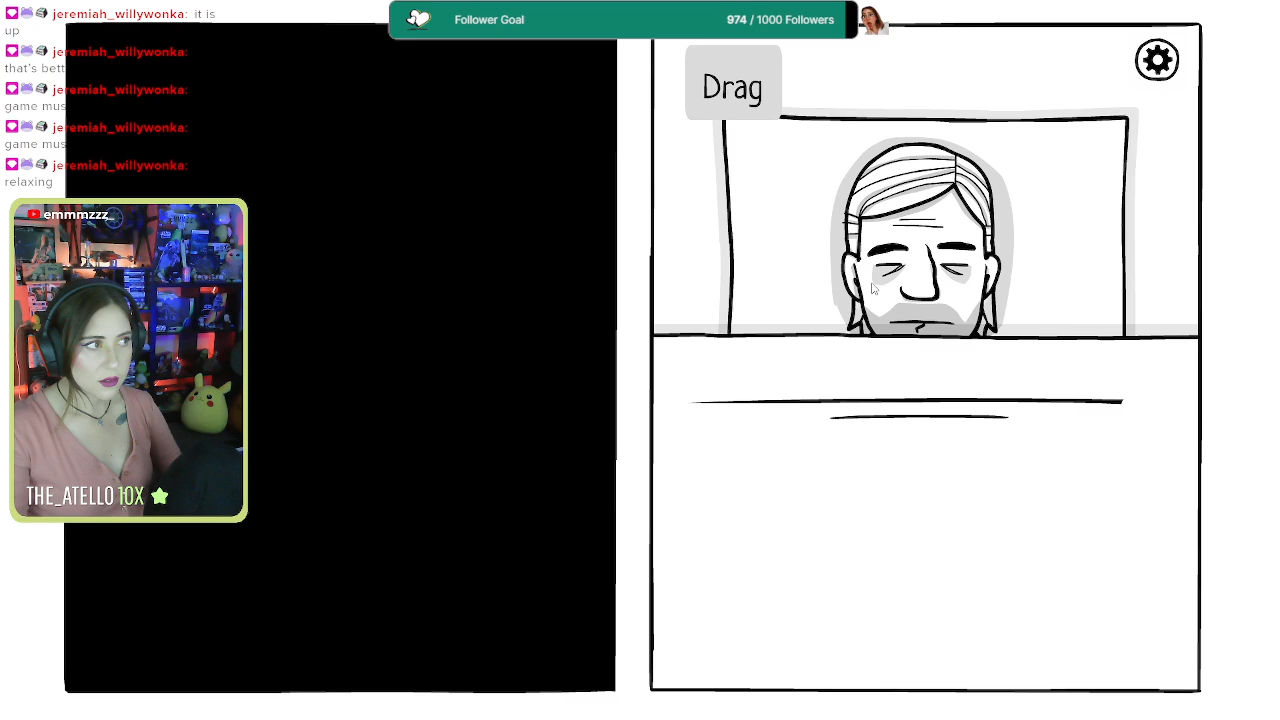 jeremiah_willywonka: it is
up
jeremiah_willywonka:
that's bett
jeremiah_willywonka:
game mus
jeremiah_willywonka:
game mus
jeremiah_willywonka:
relaxing
Follower Goal
974 / 1000 Followers
Drag
emmmzzz_
THE_ATELLO 10X